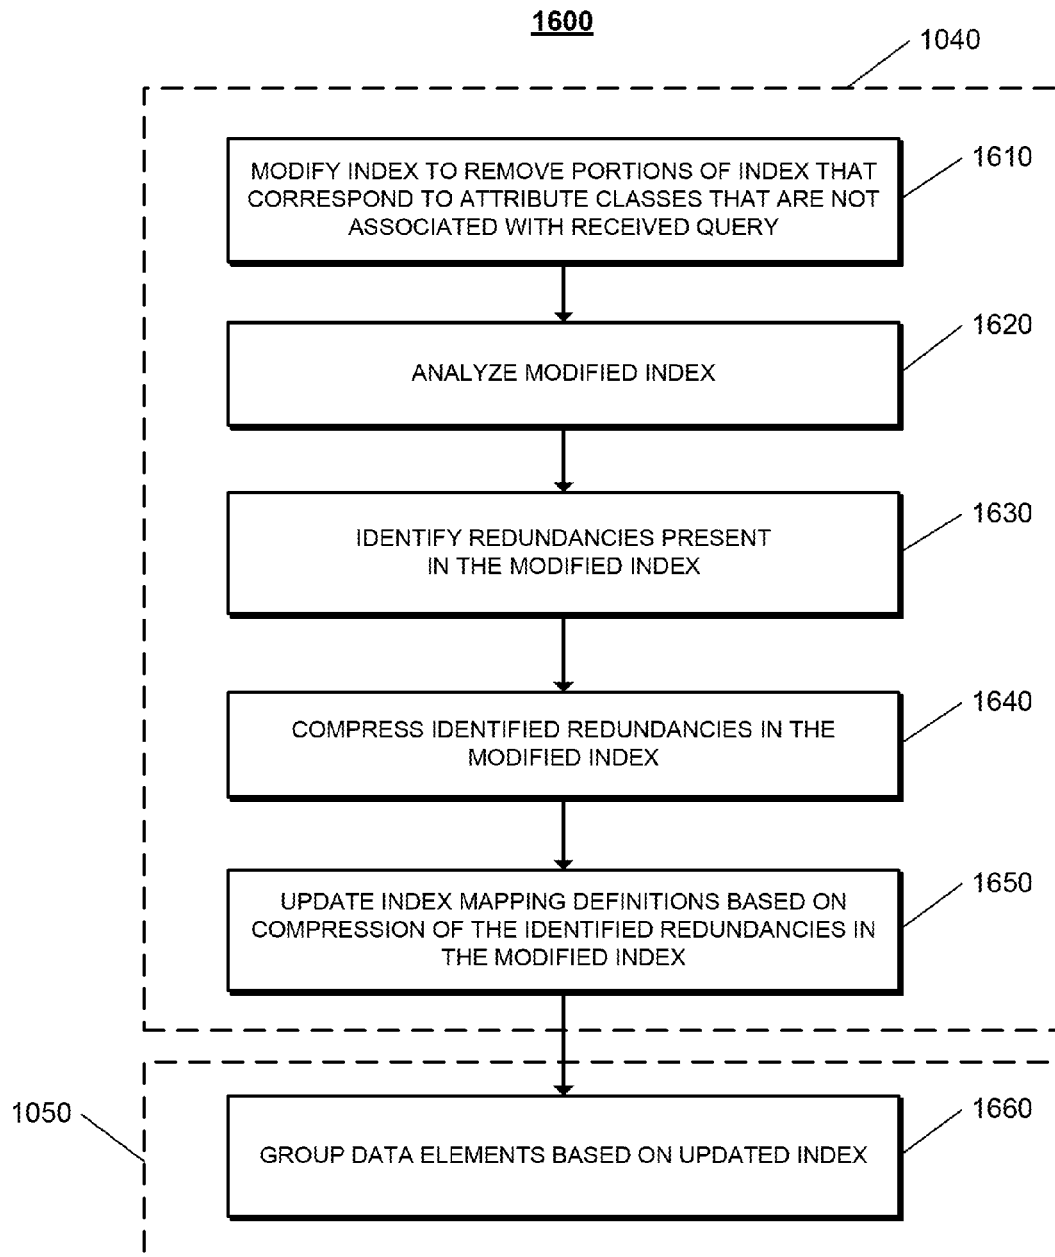 1600
1040
MODIFY INDEX TO REMOVE PORTIONS OF INDEX THAT
CORRESPOND TO ATTRIBUTE CLASSES THAT ARE NOT
ASSOCIATED WITH RECEIVED QUERY
1610
ANALYZE MODIFIED INDEX
1620
IDENTIFY REDUNDANCIES PRESENT
IN THE MODIFIED INDEX
1630
COMPRESS IDENTIFIED REDUNDANCIES IN THE
MODIFIED INDEX
1640
UPDATE INDEX MAPPING DEFINITIONS BASED ON
COMPRESSION OF THE IDENTIFIED REDUNDANCIES IN
THE MODIFIED INDEX
1650
1050
GROUP DATA ELEMENTS BASED ON UPDATED INDEX
1660